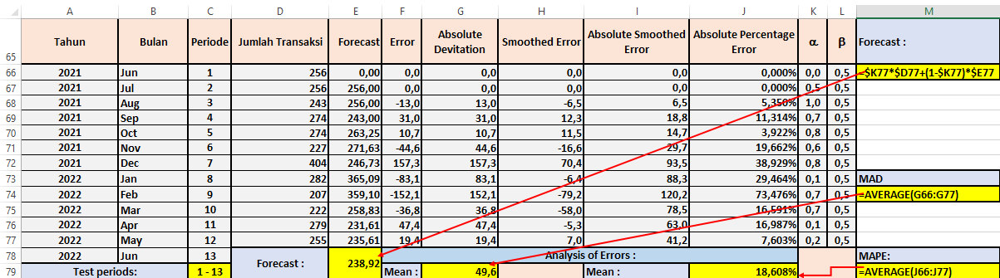 A B C D E F G H I J K L M
65 Tahun Bulan Periode Jumlah Transaksi Forecast Error Absolute Devitation Smoothed Error Absolute Smoothed Error Absolute Percentage Error α β Forecast :
66 2021 Jun 1 256 0,00 0,0 0,0 0,0 0,0 0,000% 0,0 0,5 =$K77*$D77+(1-$K77)*$E77
67 2021 Jul 2 256 256,00 0,0 0,0 0,0 0,0 0,000% 0,5 0,5
68 2021 Aug 3 243 256,00 -13,0 13,0 -6,5 6,5 5,350% 1,0 0,5
69 2021 Sep 4 274 243,00 31,0 31,0 12,3 18,8 11,314% 0,7 0,5
70 2021 Oct 5 274 263,25 10,7 10,7 11,5 14,7 3,922% 0,8 0,5
71 2021 Nov 6 227 271,63 -44,6 44,6 -16,6 29,7 19,662% 0,6 0,5
72 2021 Dec 7 404 246,73 157,3 157,3 70,4 93,5 38,929% 0,8 0,5
73 2022 Jan 8 282 365,09 -83,1 83,1 -6,4 88,3 29,464% 0,1 0,5 MAD
74 2022 Feb 9 207 359,10 -152,1 152,1 -79,2 120,2 73,476% 0,7 0,5 =AVERAGE(G66:G77)
75 2022 Mar 10 222 258,83 -36,8 36,8 -58,0 78,5 16,591% 0,7 0,5
76 2022 Apr 11 279 231,61 47,4 47,4 -5,3 63,0 16,987% 0,1 0,5
77 2022 May 12 255 235,61 19,4 19,4 7,0 41,2 7,603% 0,2 0,5
78 2022 Jun 13 Forecast : 238,92 Analysis of Errors : MAPE:
79 Test periods: 1 - 13 Mean : 49,6 Mean : 18,608% =AVERAGE(J66:J77)